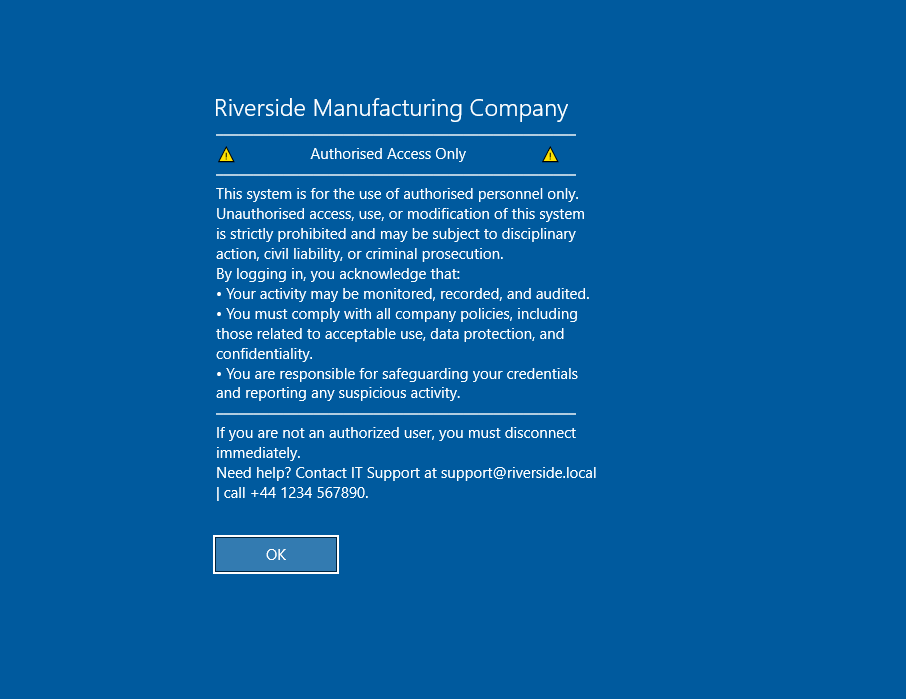 Riverside Manufacturing Company
Authorised Access Only
This system is for the use of authorised personnel only.
Unauthorised access, use, or modification of this system
is strictly prohibited and may be subject to disciplinary
action, civil liability, or criminal prosecution.
By logging in, you acknowledge that:
• Your activity may be monitored, recorded, and audited.
• You must comply with all company policies, including
those related to acceptable use, data protection, and
confidentiality.
• You are responsible for safeguarding your credentials
and reporting any suspicious activity.
If you are not an authorized user, you must disconnect
immediately.
Need help? Contact IT Support at support@riverside.local
| call +44 1234 567890.
OK